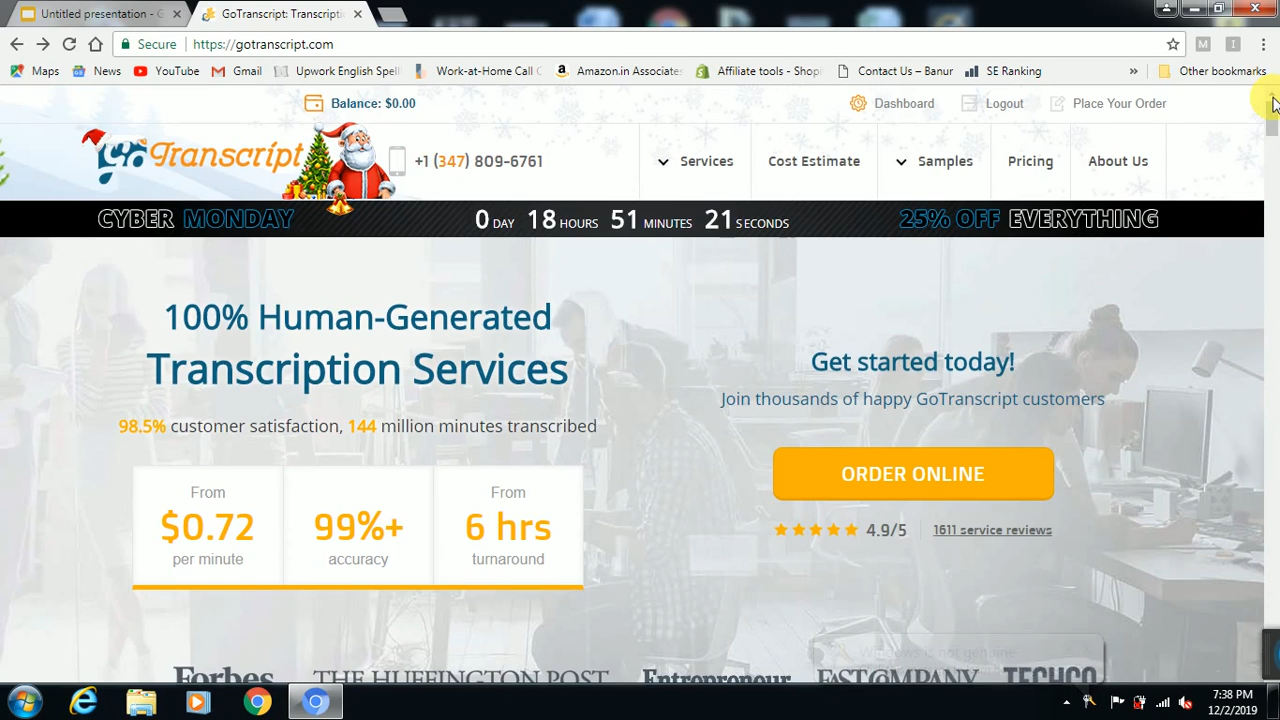 Untitled presentation - G
GoTranscript: Transcripti
Secure
https://gotranscript.com
M
I
Maps
News
YouTube
Gmail
Upwork English Spell
Work-at-Home Call C
Amazon.in Associates
Affiliate tools - Shopi
Contact Us – Banur
SE Ranking
»
Other bookmarks
Balance: $0.00
Dashboard
Logout
Place Your Order
GoTranscript
+1 (347) 809-6761
Services
Cost Estimate
Samples
Pricing
About Us
CYBER MONDAY
0 DAY 18 HOURS 51 MINUTES 21 SECONDS
25% OFF EVERYTHING
100% Human-Generated
Transcription Services
98.5% customer satisfaction, 144 million minutes transcribed
From
$0.72
per minute
99%+
accuracy
From
6 hrs
turnaround
Get started today!
Join thousands of happy GoTranscript customers
ORDER ONLINE
4.9/5
1611 service reviews
Windows is not genuine
Forbes
THE HUFFINGTON POST
Entrepreneur
FAST COMPANY
TECHCO
7:38 PM
12/2/2019